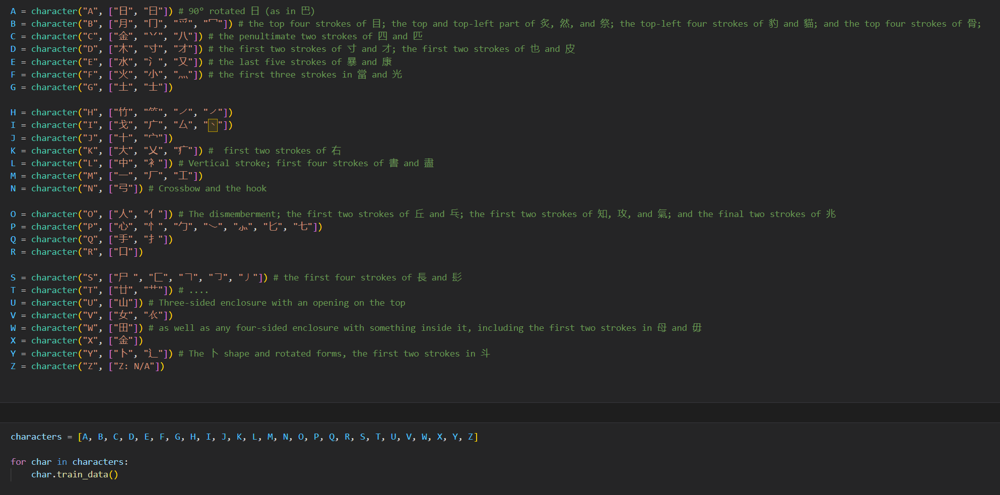 A = character("A", ["日", "曰"]) # 90º rotated 日 (as in 巴)
B = character("B", ["月", "冂", "爫", "冖"]) # the top four strokes of 目; the top and top-left part of 炙, 然, and 祭; the top-left four strokes of 豹 and 貓; and the top four strokes of 骨;
C = character("C", ["金", "丷", "八"]) # the penultimate two strokes of 四 and 匹
D = character("D", ["木", "寸", "才"]) # the first two strokes of 寸 and 才; the first two strokes of 也 and 皮
E = character("E", ["水", "氵", "又"]) # the last five strokes of 暴 and 康
F = character("F", ["火", "小", "灬"]) # the first three strokes in 當 and 光
G = character("G", ["土", "士"])
H = character("H", ["竹", "⺮", "㇒", "㇒"])
I = character("I", ["戈", "广", "厶", "丶"])
J = character("J", ["十", "宀"])
K = character("K", ["大", "乂", "疒"]) #  first two strokes of 右
L = character("L", ["中", "衤"]) # Vertical stroke; first four strokes of 書 and 盡
M = character("M", ["一", "厂", "工"])
N = character("N", ["弓"]) # Crossbow and the hook
O = character("O", ["人", "亻"]) # The dismemberment; the first two strokes of 丘 and 乓; the first two strokes of 知, 攻, and 氣; and the final two strokes of 兆
P = character("P", ["心", "忄", "勹", "㇃", "⺗", "匕", "七"])
Q = character("Q", ["手", "扌"])
R = character("R", ["口"])
S = character("S", ["尸 ", "匚", "㇕", "㇆", "丿"]) # the first four strokes of 長 and 髟
T = character("T", ["廿", "艹"]) # ....
U = character("U", ["山"]) # Three-sided enclosure with an opening on the top
V = character("V", ["女", "𧘇"])
W = character("W", ["田"]) # as well as any four-sided enclosure with something inside it, including the first two strokes in 母 and 毋
X = character("X", ["金"])
Y = character("Y", ["卜", "辶"]) # The 卜 shape and rotated forms, the first two strokes in 斗
Z = character("Z", ["Z: N/A"])
characters = [A, B, C, D, E, F, G, H, I, J, K, L, M, N, O, P, Q, R, S, T, U, V, W, X, Y, Z]
for char in characters:
    char.train_data()